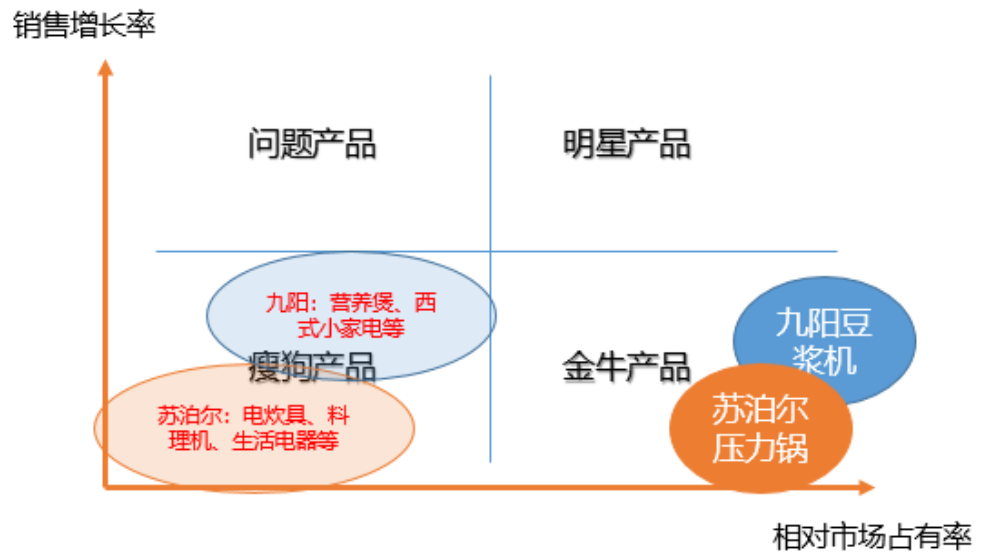 销售增长率
问题产品
明星产品
九阳：营养煲、西
式小家电等
瘦狗产品
金牛产品
九阳豆
浆机
苏泊尔：电炊具、料
理机、生活电器等
苏泊尔
压力锅
相对市场占有率